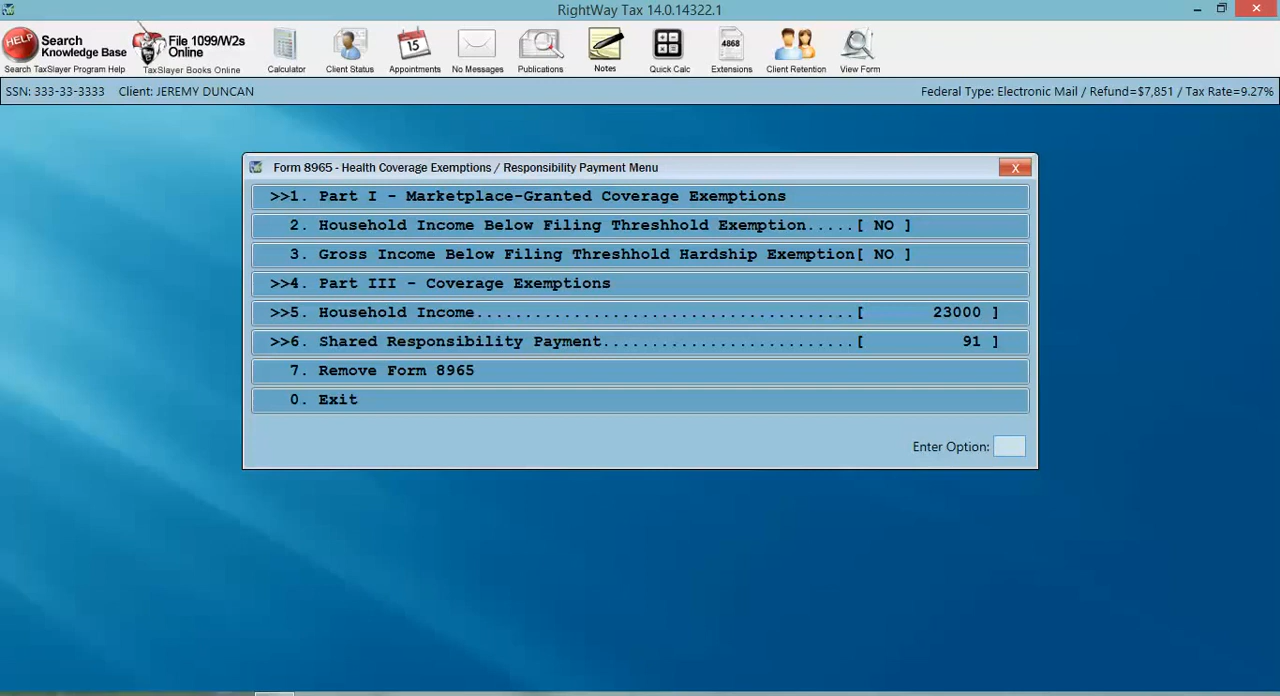 RightWay Tax 14.0.14322.1
HELP Search Knowledge Base
Search TaxSlayer Program Help
File 1099/W2s Online
TaxSlayer Books Online
Calculator
Client Status
15
Appointments
No Messages
Publications
Notes
Quick Calc
4868
Extensions
Client Retention
View Form
SSN: 333-33-3333 Client: JEREMY DUNCAN
Federal Type: Electronic Mail / Refund=$7,851 / Tax Rate=9.27%
Form 8965 - Health Coverage Exemptions / Responsibility Payment Menu
X
>>1. Part I - Marketplace-Granted Coverage Exemptions
2. Household Income Below Filing Threshhold Exemption.....[ NO ]
3. Gross Income Below Filing Threshhold Hardship Exemption[ NO ]
>>4. Part III - Coverage Exemptions
>>5. Household Income.......................................[ 23000 ]
>>6. Shared Responsibility Payment..........................[ 91 ]
7. Remove Form 8965
0. Exit
Enter Option: